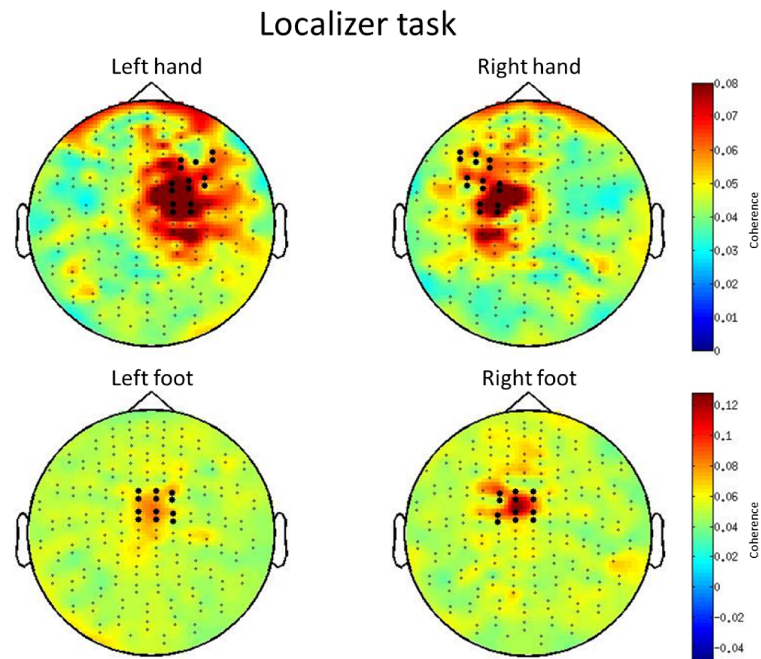 Localizer task
Left hand
Right hand
0.08
0.07
0.06
0.05
0.04
0.03
0.02
0.01
0
Coherence
Left foot
Right foot
0.12
0.1
0.08
0.06
0.04
0.02
0
-0.02
-0.04
Coherence